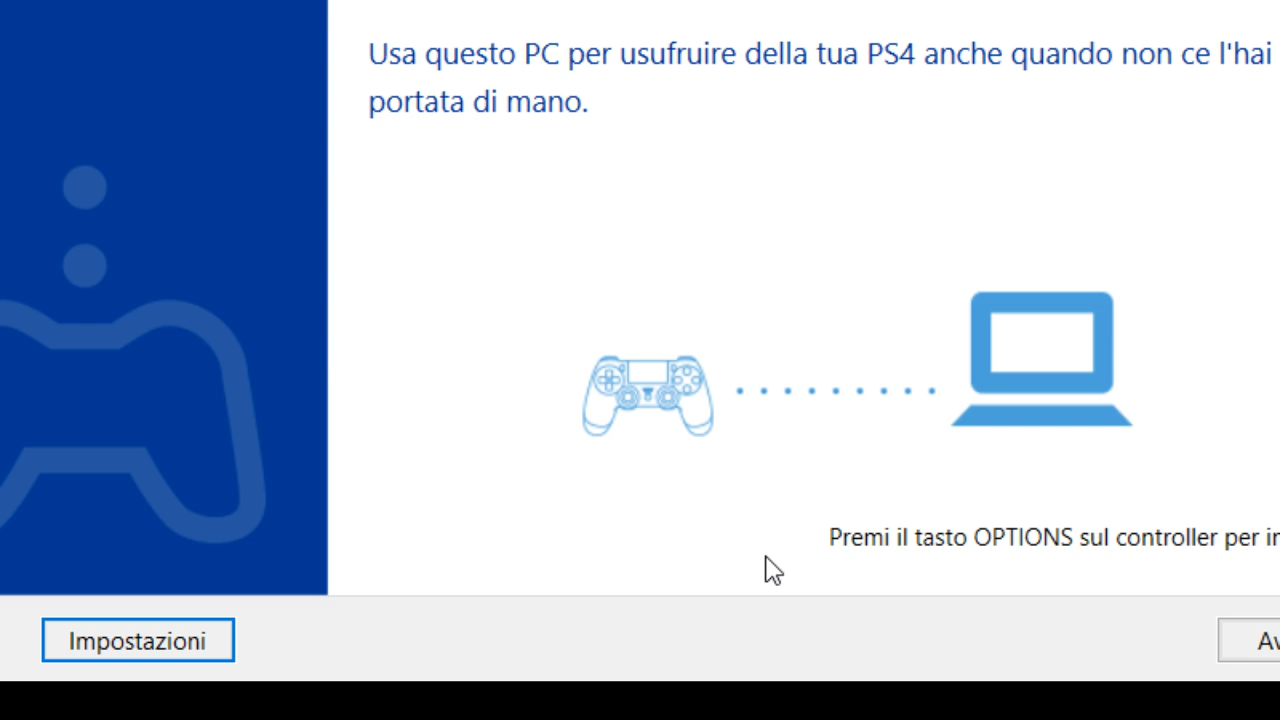 Usa questo PC per usufruire della tua PS4 anche quando non ce l'hai
portata di mano.
Premi il tasto OPTIONS sul controller per
Impostazioni